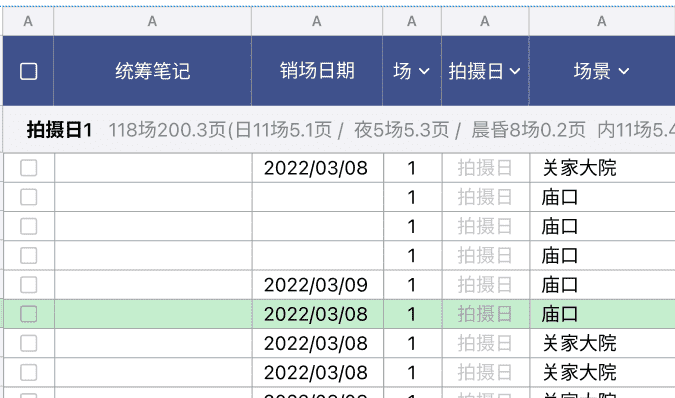 A A A A A A
统筹笔记 销场日期 场 拍摄日 场景
拍摄日1 118场200.3页(日11场5.1页 / 夜5场5.3页 / 晨昏8场0.2页 内11场5.4
2022/03/08 1 拍摄日 关家大院
1 拍摄日 庙口
1 拍摄日 庙口
1 拍摄日 庙口
2022/03/09 1 拍摄日 庙口
2022/03/08 1 拍摄日 庙口
2022/03/08 1 拍摄日 关家大院
2022/03/08 1 拍摄日 关家大院